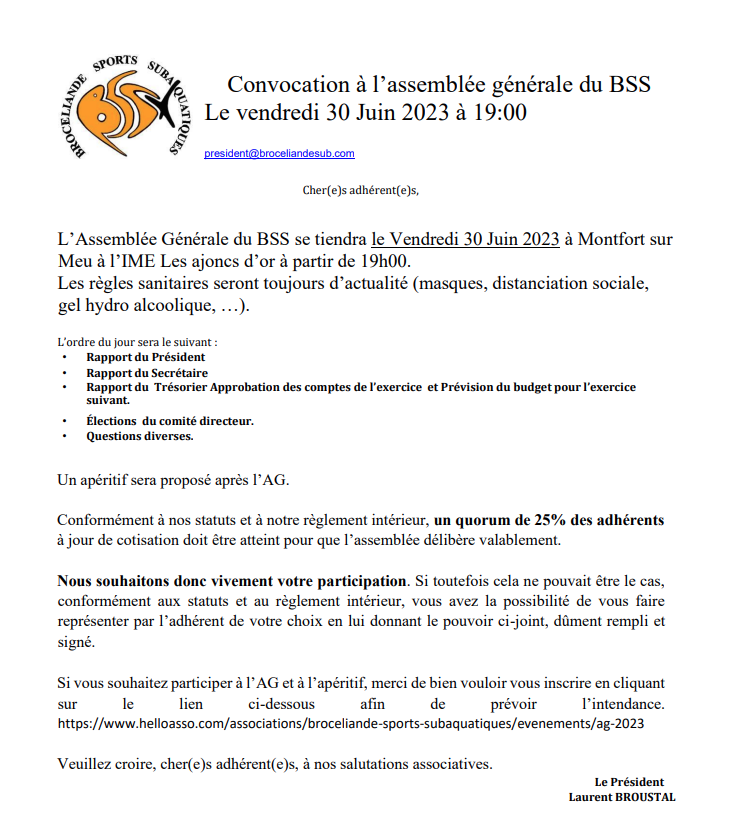 BROCELIANDE SPORTS SUBAQUATIQUES
BSS
Convocation à l’assemblée générale du BSS
Le vendredi 30 Juin 2023 à 19:00
president@broceliandesub.com
Cher(e)s adhérent(e)s,
L’Assemblée Générale du BSS se tiendra le Vendredi 30 Juin 2023 à Montfort sur
Meu à l’IME Les ajoncs d’or à partir de 19h00.
Les règles sanitaires seront toujours d’actualité (masques, distanciation sociale,
gel hydro alcoolique, …).
L’ordre du jour sera le suivant :
• Rapport du Président
• Rapport du Secrétaire
• Rapport du Trésorier Approbation des comptes de l’exercice et Prévision du budget pour l’exercice
suivant.
• Élections du comité directeur.
• Questions diverses.
Un apéritif sera proposé après l’AG.
Conformément à nos statuts et à notre règlement intérieur, un quorum de 25% des adhérents
à jour de cotisation doit être atteint pour que l’assemblée délibère valablement.
Nous souhaitons donc vivement votre participation. Si toutefois cela ne pouvait être le cas,
conformément aux statuts et au règlement intérieur, vous avez la possibilité de vous faire
représenter par l’adhérent de votre choix en lui donnant le pouvoir ci-joint, dûment rempli et
signé.
Si vous souhaitez participer à l’AG et à l’apéritif, merci de bien vouloir vous inscrire en cliquant
sur le lien ci-dessous afin de prévoir l’intendance.
https://www.helloasso.com/associations/broceliande-sports-subaquatiques/evenements/ag-2023
Veuillez croire, cher(e)s adhérent(e)s, à nos salutations associatives.
Le Président
Laurent BROUSTAL